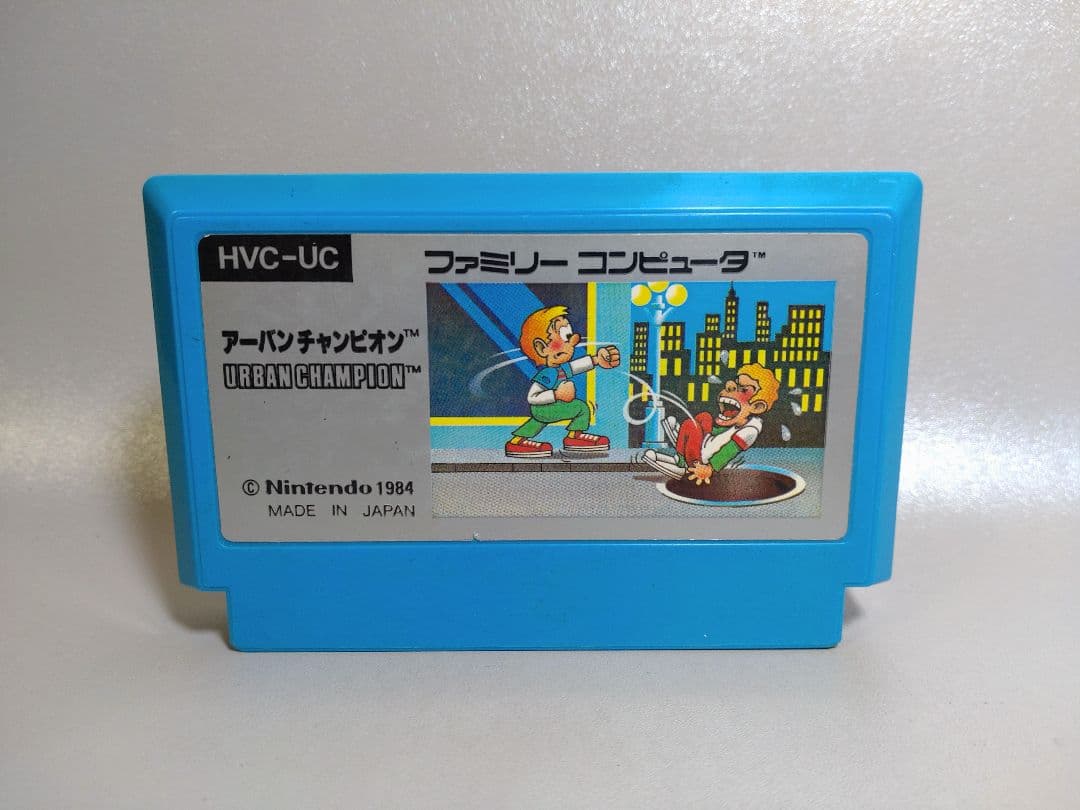 HVC-UC
ファミリー コンピュータ™
アーバンチャンピオン™
URBAN CHAMPION™
© Nintendo 1984
MADE IN JAPAN